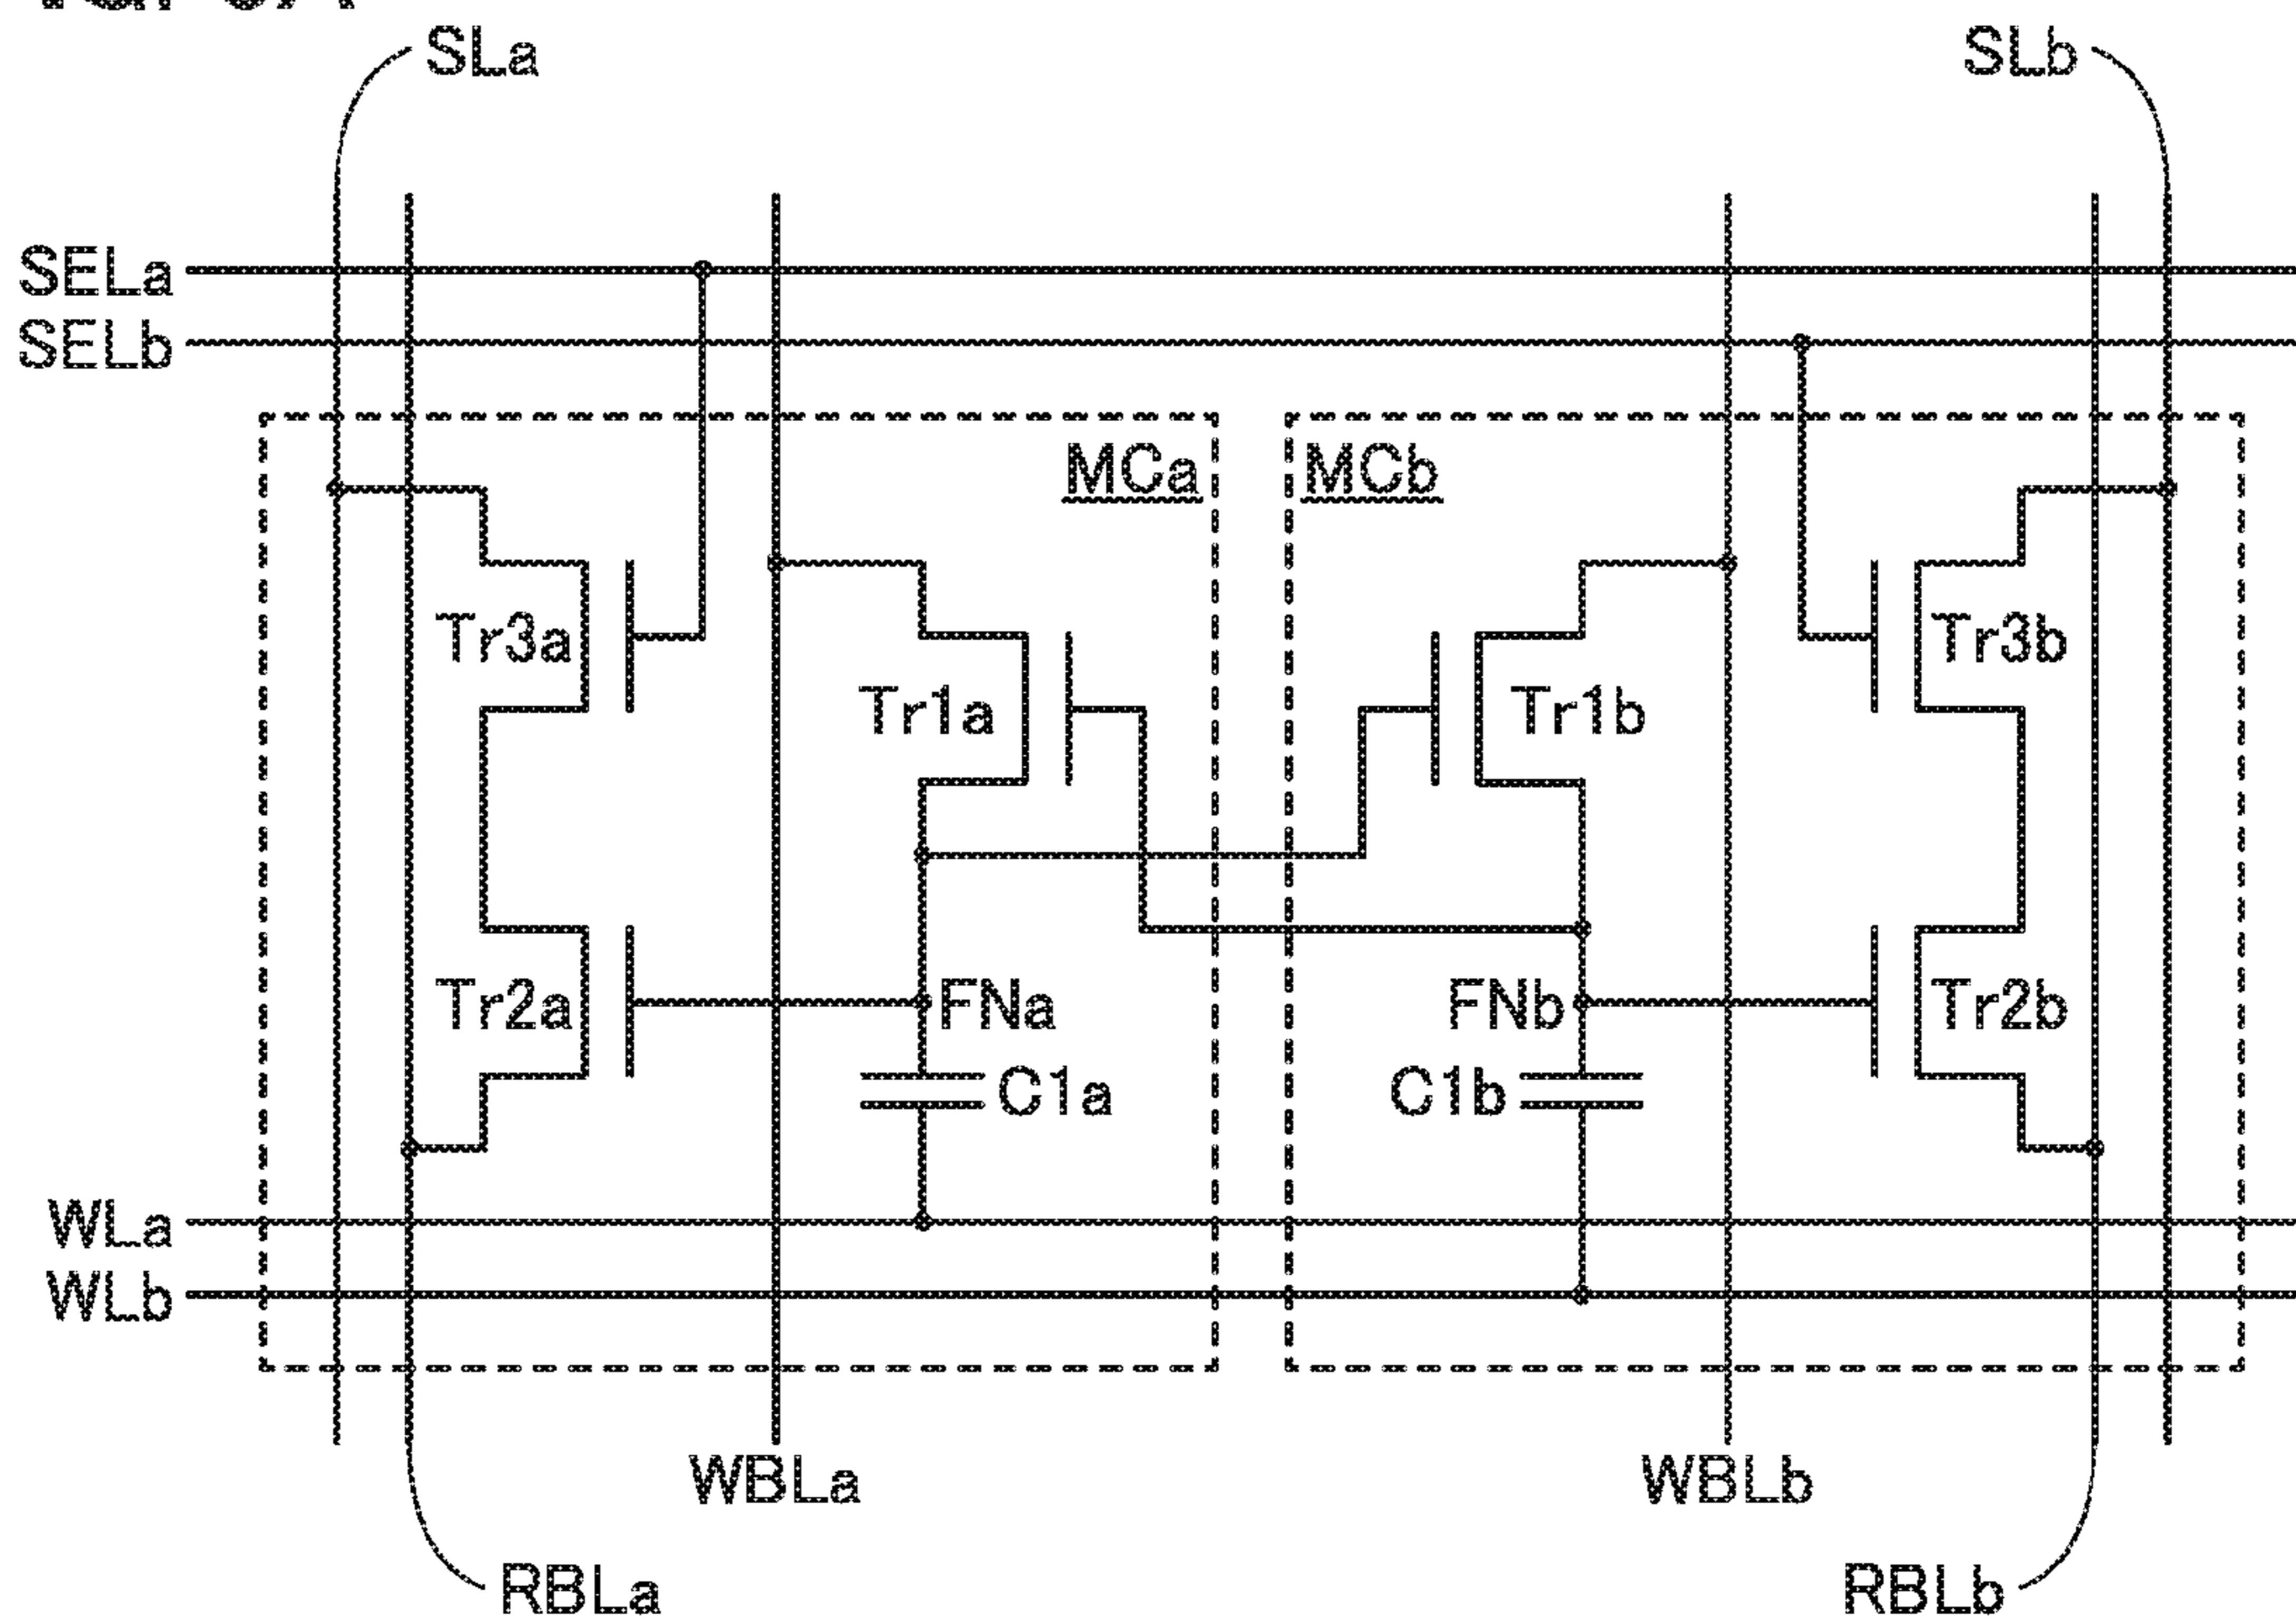 SLa SLb
SELa
SELb
MCa MCb
Tr3a Tr3b
Tr1a Tr1b
Tr2a FNa FNb Tr2b
C1a C1b
WLa
WLb
WBLa WBLb
RBLa RBLb